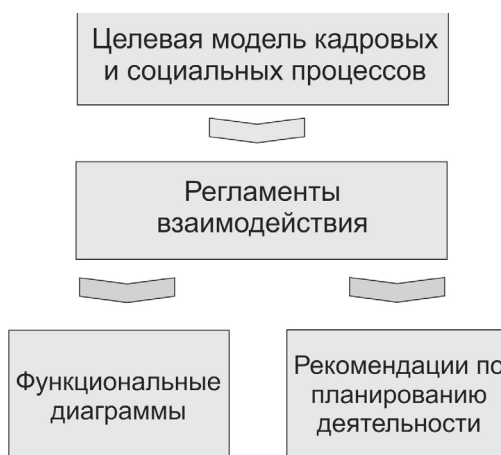 Целевая модель кадровых
и социальных процессов
Регламенты
взаимодействия
Функциональные
диаграммы
Рекомендации по
планированию
деятельности